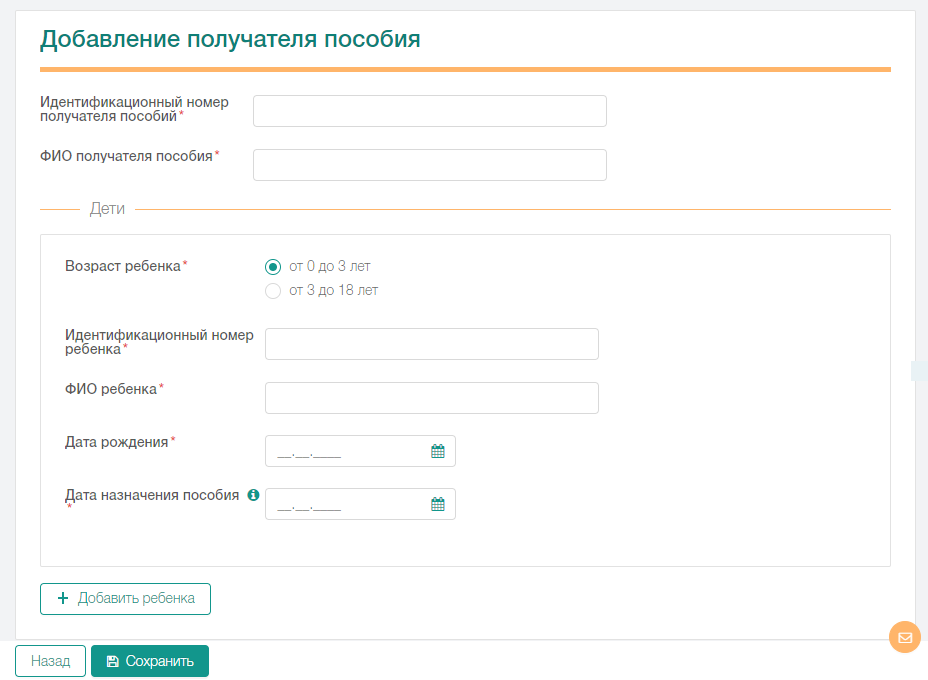 Добавление получателя пособия
Идентификационный номер
получателя пособий*
ФИО получателя пособия*
Дети
Возраст ребенка*
от 0 до 3 лет
от 3 до 18 лет
Идентификационный номер
ребенка*
ФИО ребенка*
Дата рождения*
__.__.____
Дата назначения пособия
*
__.__.____
+ Добавить ребенка
Назад
Сохранить